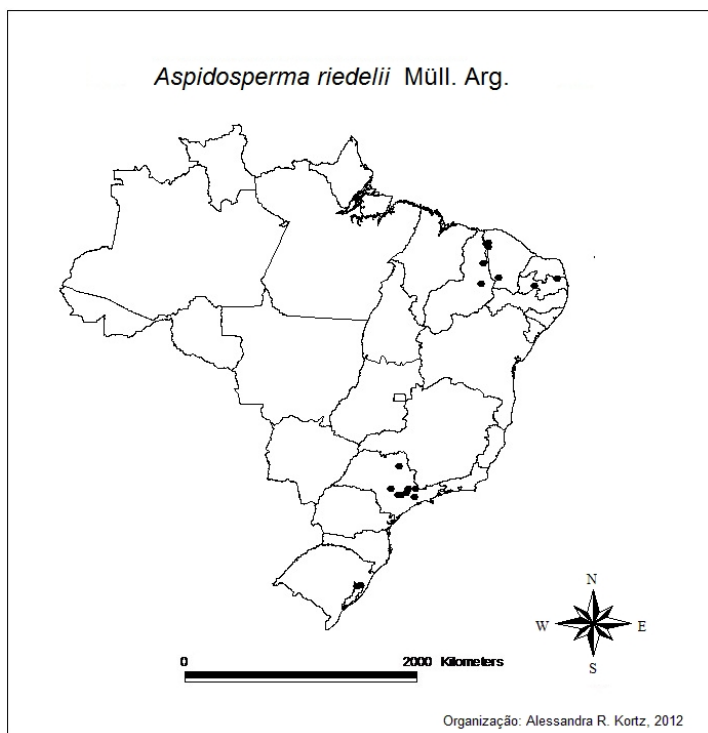 Aspidosperma riedelii Müll. Arg.
N
W E
S
0 2000 Kilometers
Organização: Alessandra R. Kortz, 2012